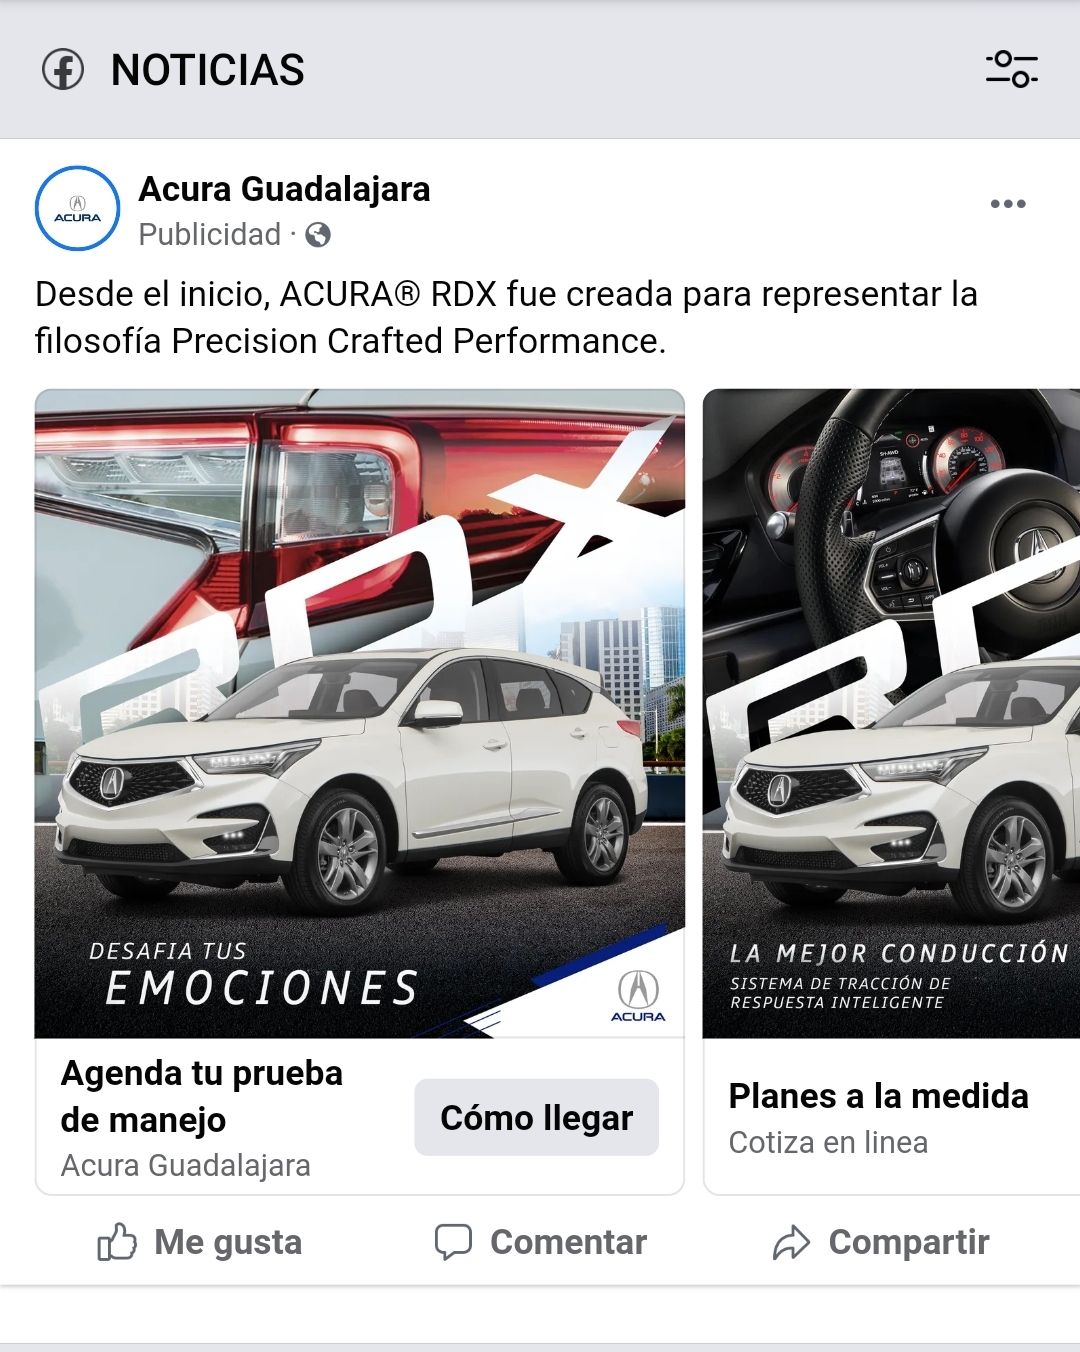 NOTICIAS
Acura Guadalajara
Publicidad ·
Desde el inicio, ACURA® RDX fue creada para representar la
filosofía Precision Crafted Performance.
ACURA
RDX
DESAFIA TUS
EMOCIONES
ACURA
Agenda tu prueba
de manejo
Acura Guadalajara
Cómo llegar
SH-AWD
LA MEJOR CONDUCCIÓN
SISTEMA DE TRACCIÓN DE
RESPUESTA INTELIGENTE
Planes a la medida
Cotiza en linea
Me gusta
Comentar
Compartir